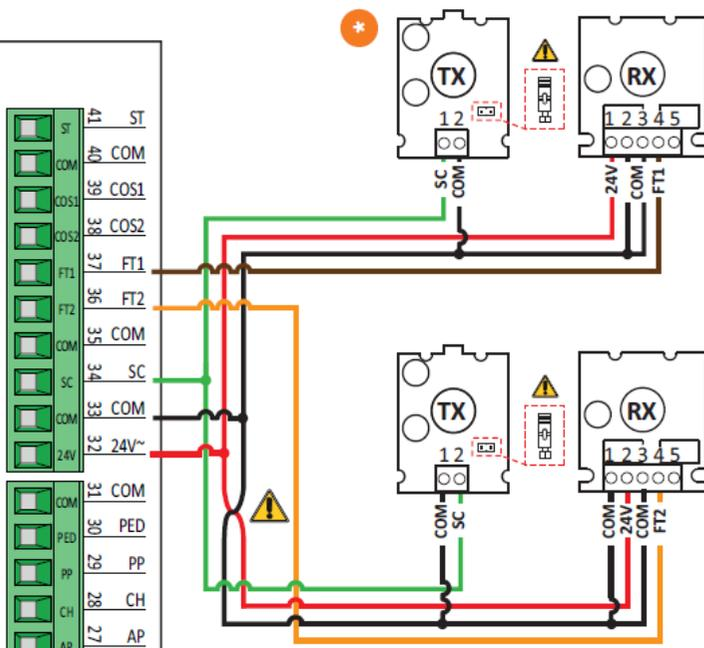 *
TX
RX
1 2
1 2 3 4 5
SC
COM
24V
COM
FT1
ST
41
ST
COM
40
COM
COS1
39
COS1
COS2
38
COS2
FT1
37
FT1
FT2
36
FT2
COM
35
COM
SC
34
SC
COM
33
COM
24V
32
24V~
COM
31
COM
PED
30
PED
PP
29
PP
CH
28
CH
AP
27
AP
TX
RX
1 2
1 2 3 4 5
COM
SC
COM
24V
COM
FT2